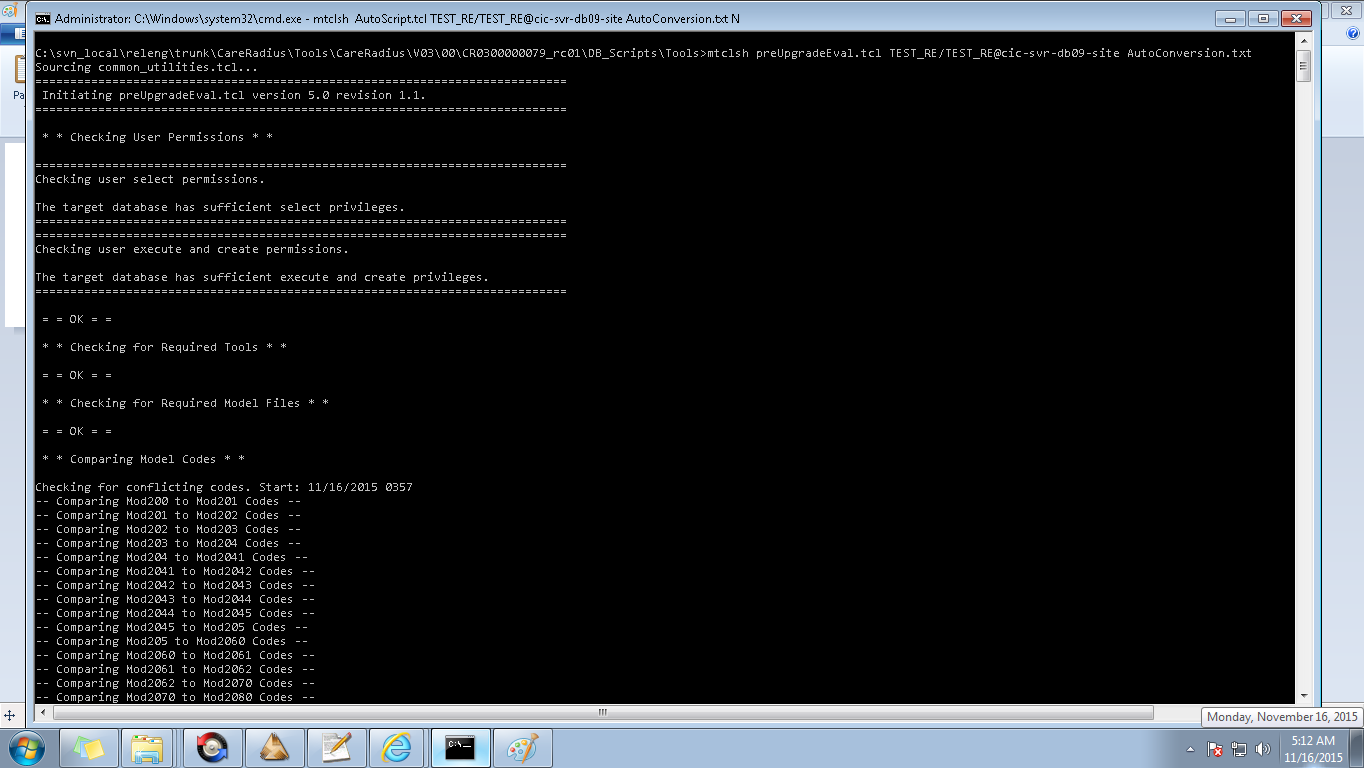 Administrator: C:\Windows\system32\cmd.exe - mtclsh  AutoScript.tcl TEST_RE/TEST_RE@cic-svr-db09-site AutoConversion.txt N
C:\svn_local\releng\trunk\CareRadius\Tools\CareRadius\V03\00\CR0300000079_rc01\DB_Scripts\Tools>mtclsh preUpgradeEval.tcl TEST_RE/TEST_RE@cic-svr-db09-site AutoConversion.txt
Sourcing common_utilities.tcl...
============================================================================
Initiating preUpgradeEval.tcl version 5.0 revision 1.1.
============================================================================
* * Checking User Permissions * *
============================================================================
Checking user select permissions.
The target database has sufficient select privileges.
============================================================================
============================================================================
Checking user execute and create permissions.
The target database has sufficient execute and create privileges.
============================================================================
= = OK = =
* * Checking for Required Tools * *
= = OK = =
* * Checking for Required Model Files * *
= = OK = =
* * Comparing Model Codes * *
Checking for conflicting codes. Start: 11/16/2015 0357
-- Comparing Mod200 to Mod201 Codes --
-- Comparing Mod201 to Mod202 Codes --
-- Comparing Mod202 to Mod203 Codes --
-- Comparing Mod203 to Mod204 Codes --
-- Comparing Mod204 to Mod2041 Codes --
-- Comparing Mod2041 to Mod2042 Codes --
-- Comparing Mod2042 to Mod2043 Codes --
-- Comparing Mod2043 to Mod2044 Codes --
-- Comparing Mod2044 to Mod2045 Codes --
-- Comparing Mod2045 to Mod205 Codes --
-- Comparing Mod205 to Mod2060 Codes --
-- Comparing Mod2060 to Mod2061 Codes --
-- Comparing Mod2061 to Mod2062 Codes --
-- Comparing Mod2062 to Mod2070 Codes --
-- Comparing Mod2070 to Mod2080 Codes --
Pa
Monday, November 16, 2015
5:12 AM
11/16/2015